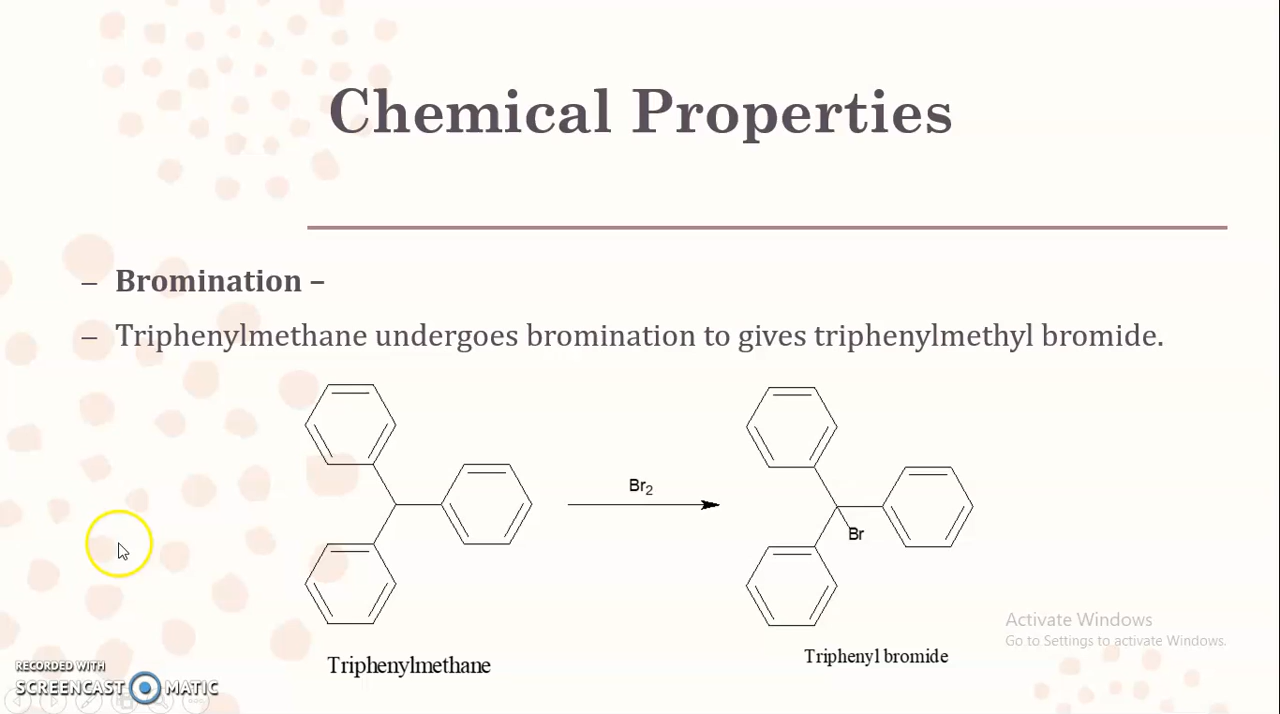 Chemical Properties
– Bromination –
– Triphenylmethane undergoes bromination to gives triphenylmethyl bromide.
Br2
Br
Triphenylmethane
Triphenyl bromide
Activate Windows
Go to Settings to activate Windows.
RECORDED WITH
SCREENCAST MATIC